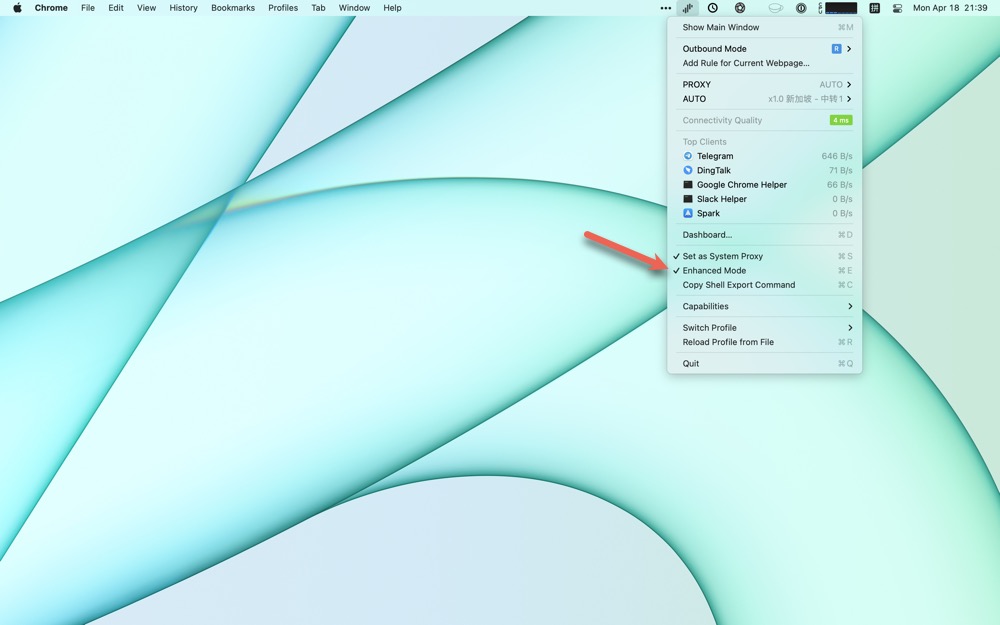 Chrome File Edit View History Bookmarks Profiles Tab Window Help Mon Apr 18 21:39
Show Main Window ⌘M
Outbound Mode R
Add Rule for Current Webpage...
PROXY AUTO
AUTO x1.0 新加坡 - 中转1
Connectivity Quality 4 ms
Top Clients
Telegram 646 B/s
DingTalk 71 B/s
Google Chrome Helper 66 B/s
Slack Helper 0 B/s
Spark 0 B/s
Dashboard... ⌘D
✓ Set as System Proxy ⌘S
✓ Enhanced Mode ⌘E
Copy Shell Export Command ⌘C
Capabilities
Switch Profile
Reload Profile from File ⌘R
Quit ⌘Q